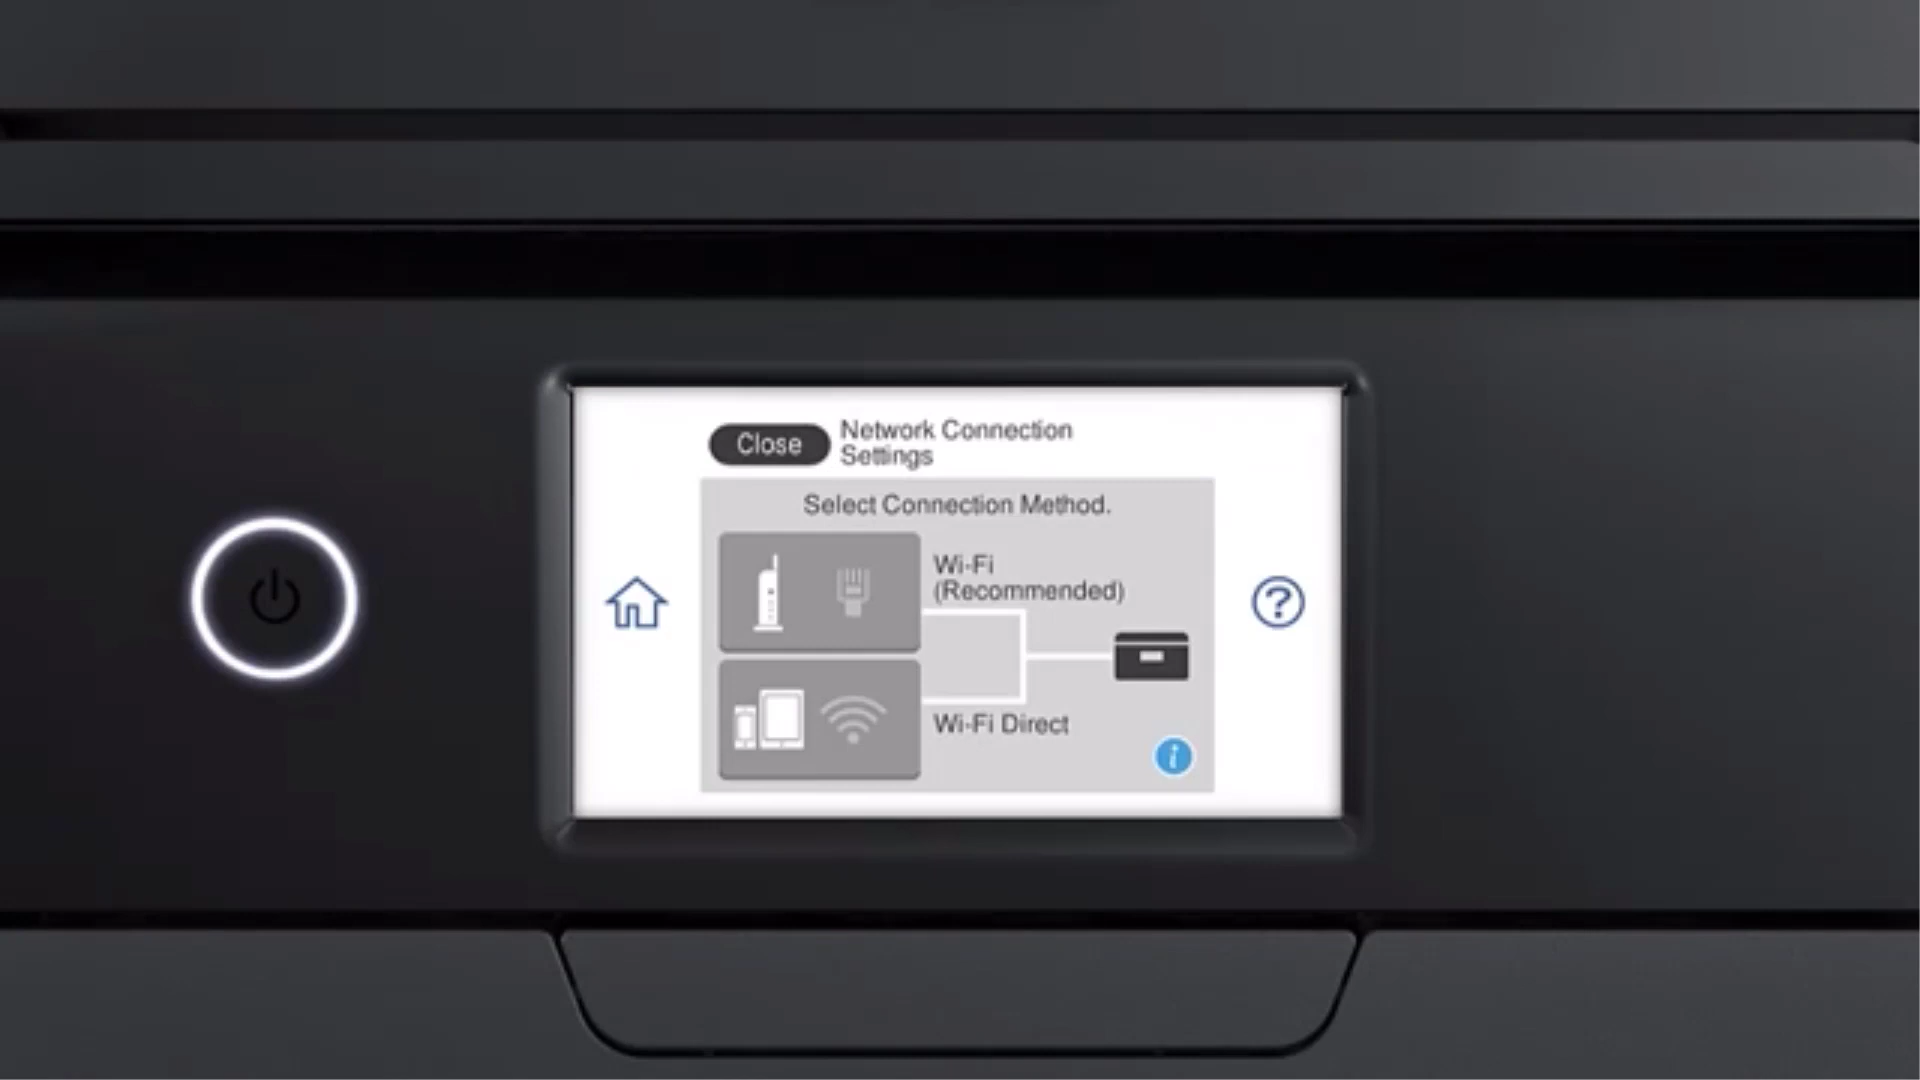 Close
Network Connection
Settings
Select Connection Method.
Wi-Fi
(Recommended)
Wi-Fi Direct